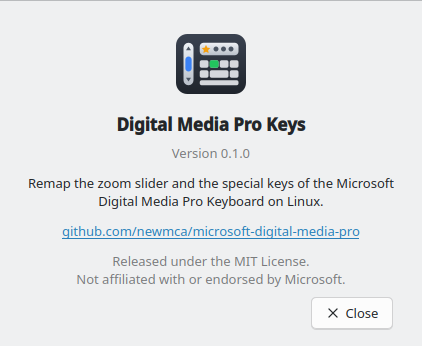 Digital Media Pro Keys
Version 0.1.0
Remap the zoom slider and the special keys of the Microsoft
Digital Media Pro Keyboard on Linux.
github.com/newmca/microsoft-digital-media-pro
Released under the MIT License.
Not affiliated with or endorsed by Microsoft.
Close